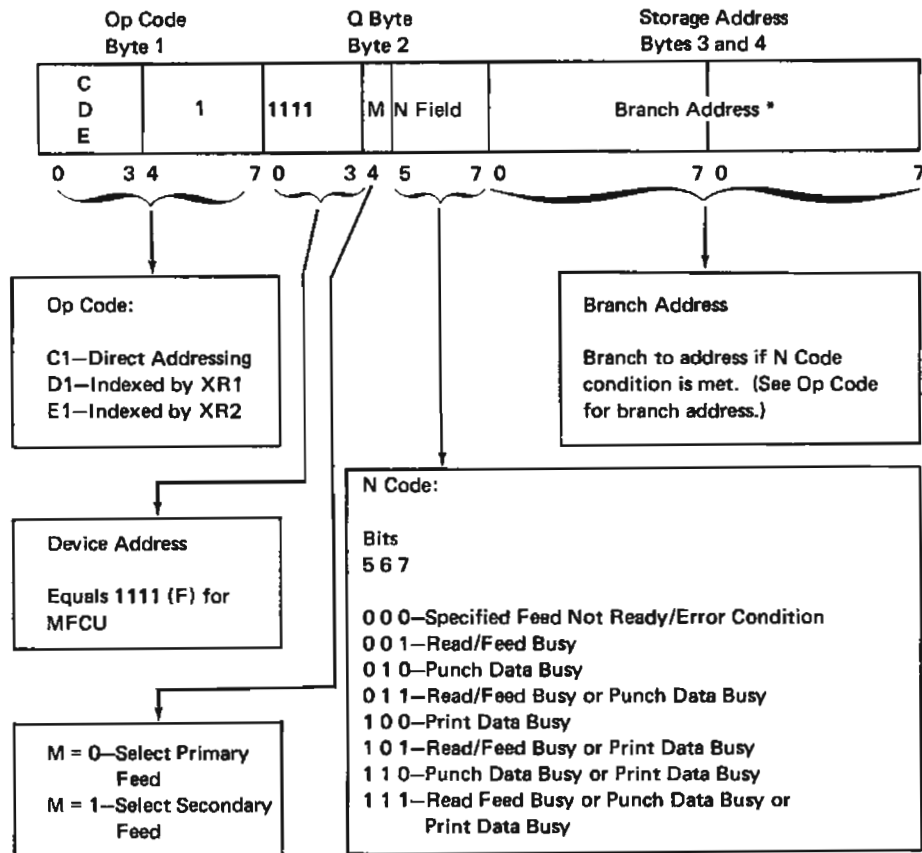 Op Code Q Byte Storage Address
Byte 1 Byte 2 Bytes 3 and 4
C
D
E
1 1111 M N Field Branch Address *
0 3 4 7 0 3 4 5 7 0 7 0 7
Op Code:
C1—Direct Addressing
D1—Indexed by XR1
E1—Indexed by XR2
Branch Address
Branch to address if N Code
condition is met. (See Op Code
for branch address.)
Device Address
Equals 1111 (F) for
MFCU
M = 0—Select Primary
Feed
M = 1—Select Secondary
Feed
N Code:
Bits
5 6 7
0 0 0—Specified Feed Not Ready/Error Condition
0 0 1—Read/Feed Busy
0 1 0—Punch Data Busy
0 1 1—Read/Feed Busy or Punch Data Busy
1 0 0—Print Data Busy
1 0 1—Read/Feed Busy or Print Data Busy
1 1 0—Punch Data Busy or Print Data Busy
1 1 1—Read Feed Busy or Punch Data Busy or
Print Data Busy